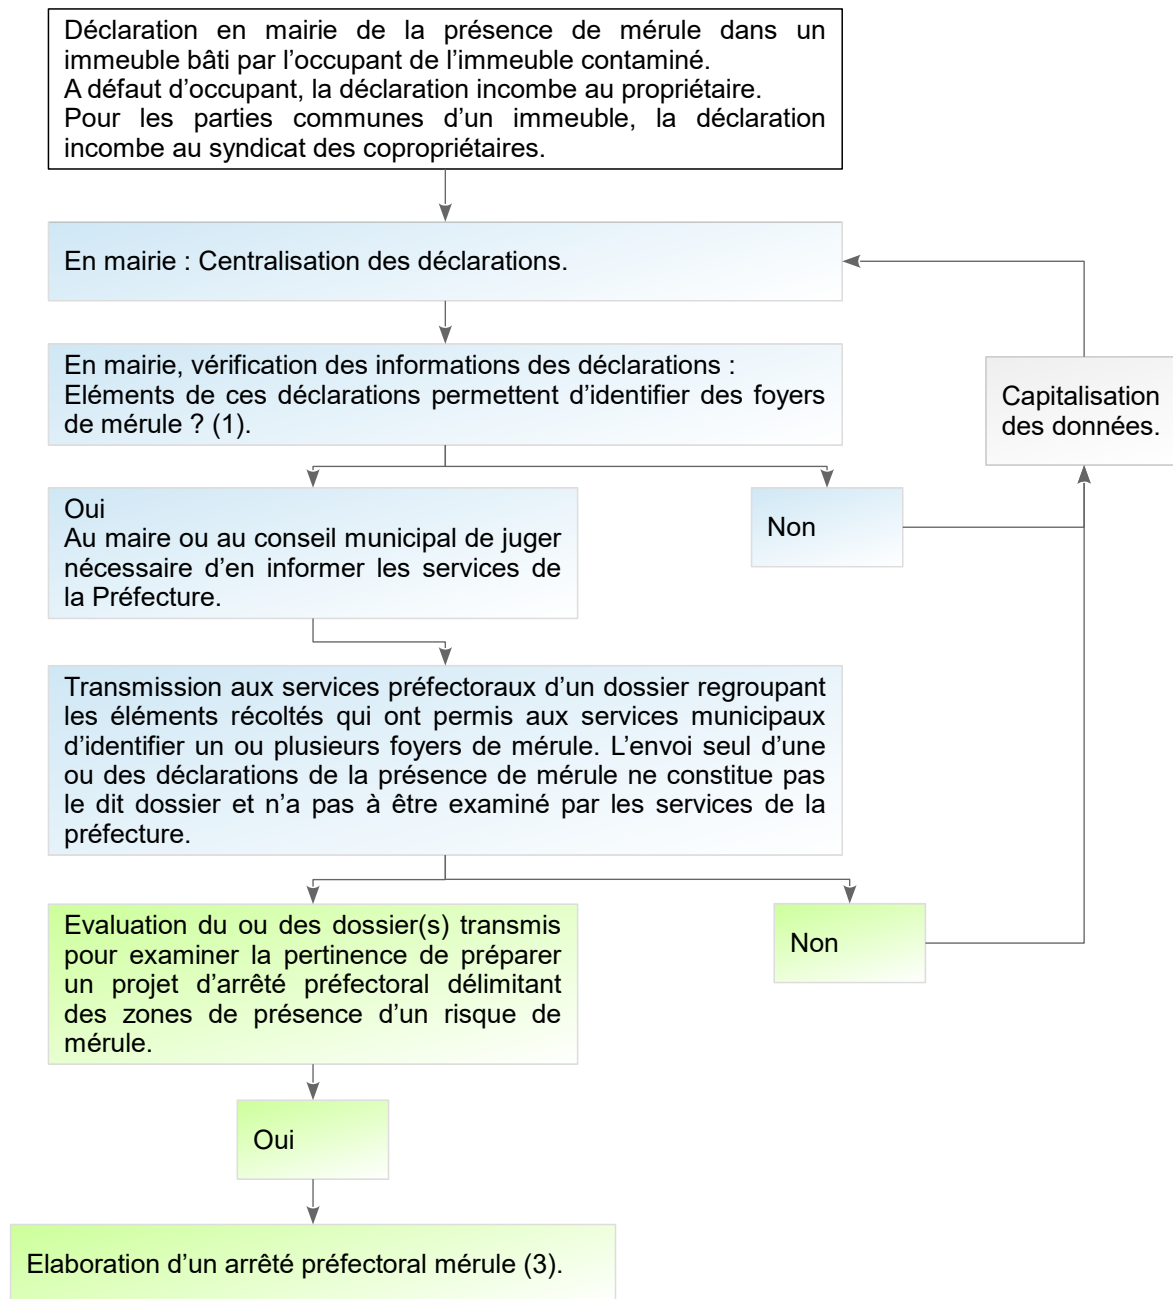 Déclaration en mairie de la présence de mérule dans un
immeuble bâti par l’occupant de l’immeuble contaminé.
A défaut d’occupant, la déclaration incombe au propriétaire.
Pour les parties communes d’un immeuble, la déclaration
incombe au syndicat des copropriétaires.
En mairie : Centralisation des déclarations.
En mairie, vérification des informations des déclarations :
Eléments de ces déclarations permettent d’identifier des foyers
de mérule ? (1).
Capitalisation
des données.
Oui
Au maire ou au conseil municipal de juger
nécessaire d’en informer les services de
la Préfecture.
Non
Transmission aux services préfectoraux d’un dossier regroupant
les éléments récoltés qui ont permis aux services municipaux
d’identifier un ou plusieurs foyers de mérule. L’envoi seul d’une
ou des déclarations de la présence de mérule ne constitue pas
le dit dossier et n’a pas à être examiné par les services de la
préfecture.
Evaluation du ou des dossier(s) transmis
pour examiner la pertinence de préparer
un projet d’arrêté préfectoral délimitant
des zones de présence d’un risque de
mérule.
Non
Oui
Elaboration d’un arrêté préfectoral mérule (3).